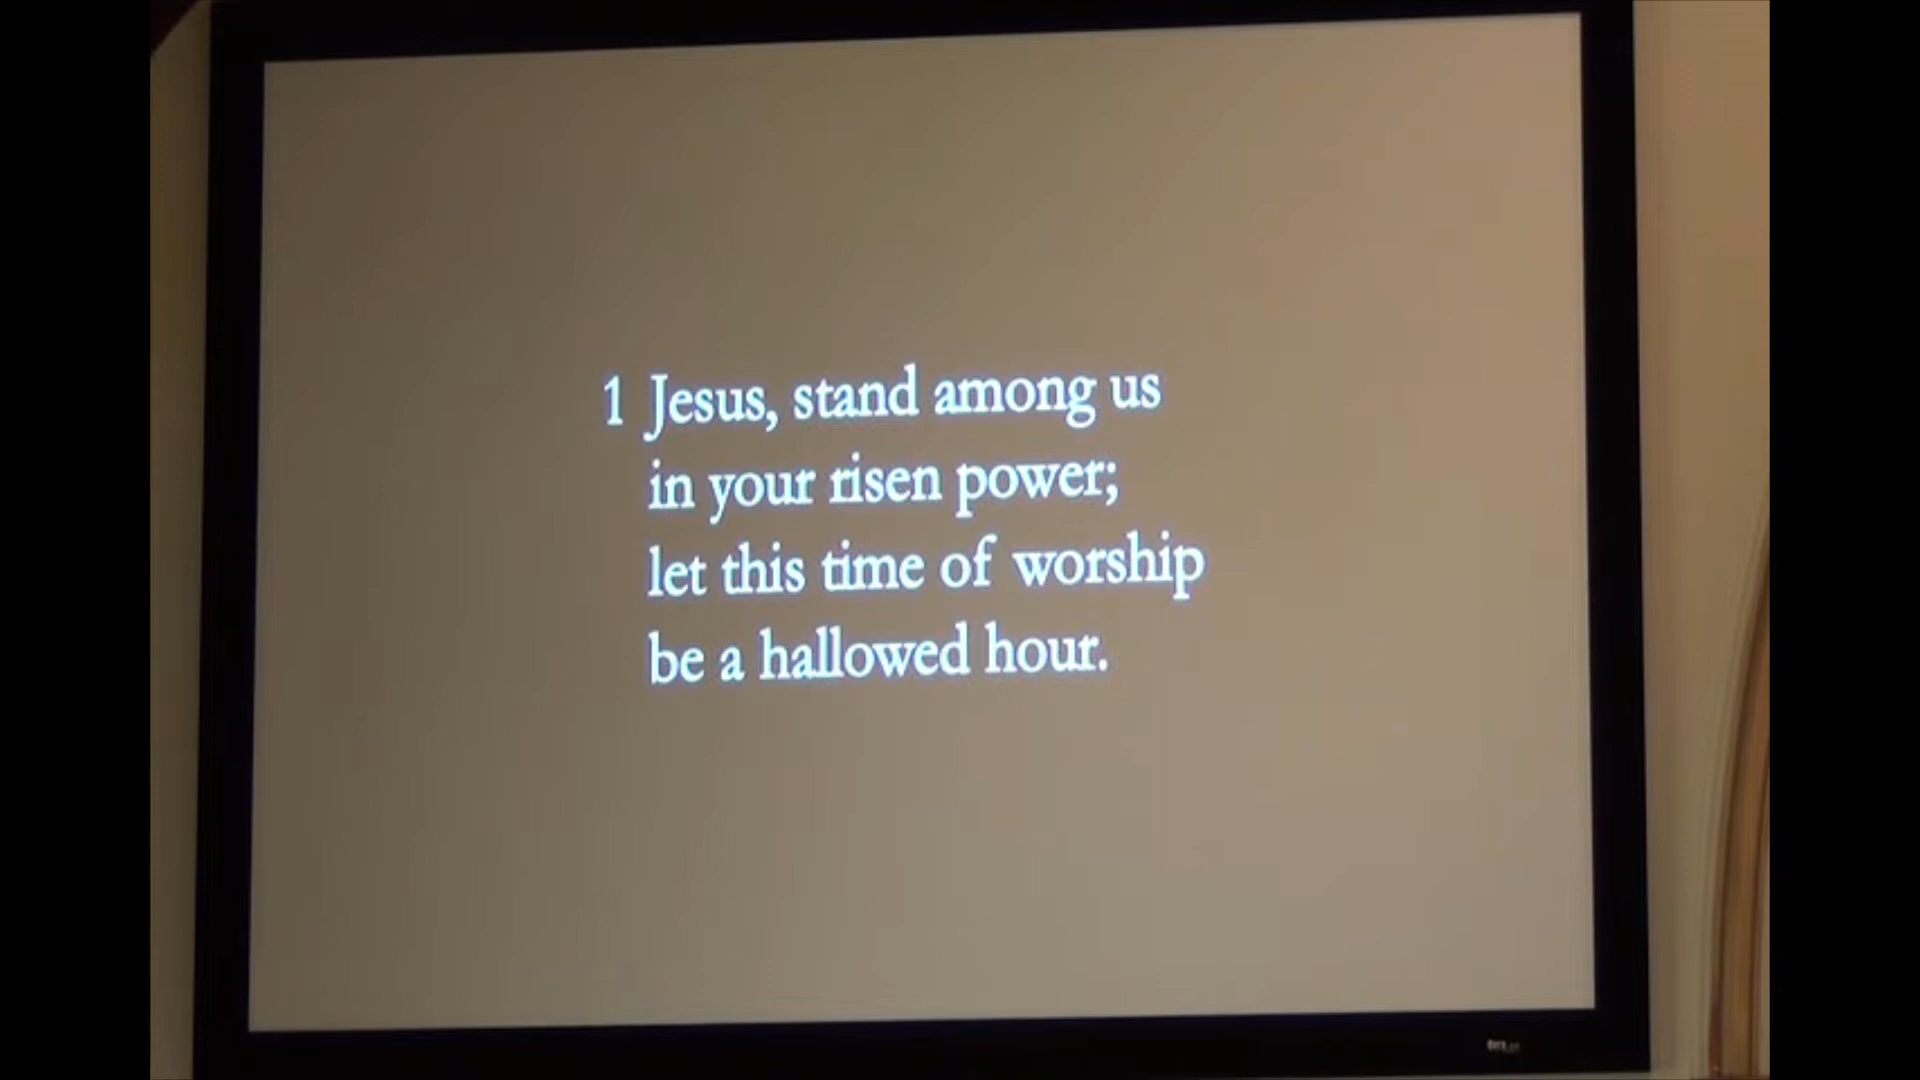 1 Jesus, stand among us
in your risen power;
let this time of worship
be a hallowed hour.